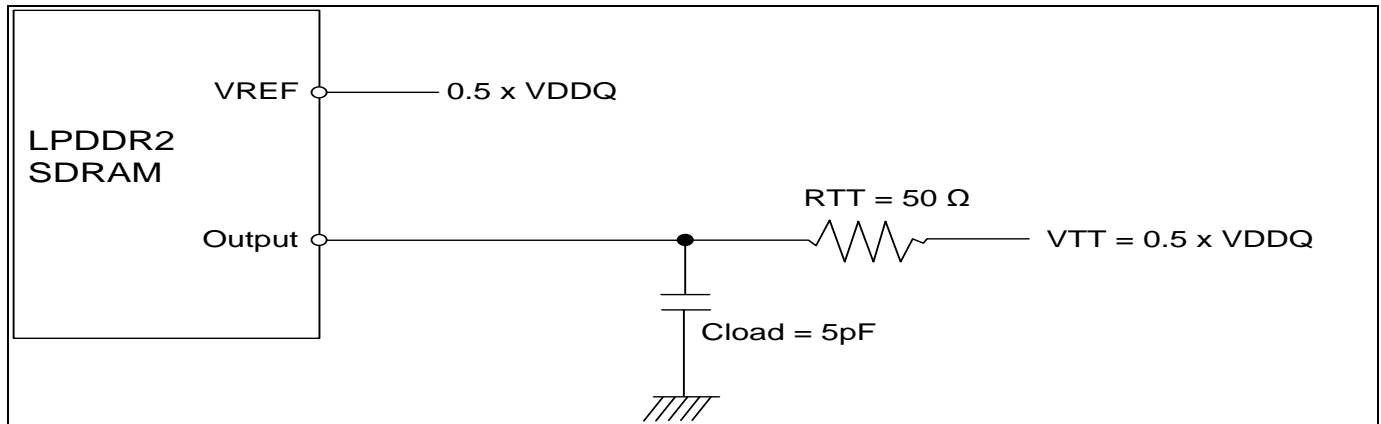 VREF
0.5 x VDDQ
LPDDR2
SDRAM
RTT = 50 Ω
Output
VTT = 0.5 x VDDQ
Cload = 5pF